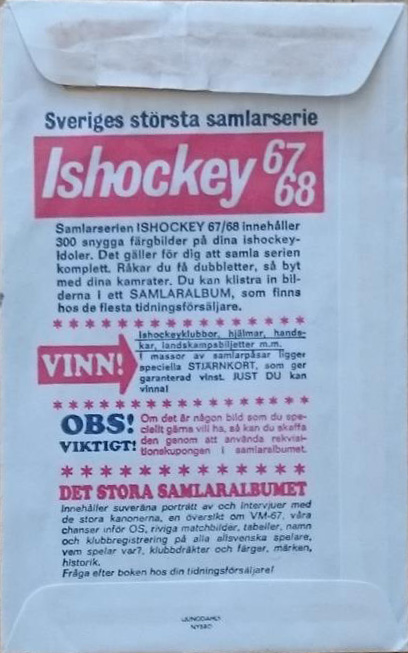 Sveriges största samlarserie
Ishockey 67 68
Samlarserien ISHOCKEY 67/68 innehåller
300 snygga färgbilder på dina ishockey-
idoler. Det gäller för dig att samla serien
komplett. Råkar du få dubbletter, så byt
med dina kamrater. Du kan klistra in bil-
derna i ett SAMLARALBUM, som finns
hos de flesta tidningsförsäljare.
* * * * * * * * * * * * * * * * * * *
VINN!
Ishockeyklubbor, hjälmar, hands-
kar, landskampsbiljetter m.m.
I massor av samlarpåsar ligger
speciella STJÄRNKORT, som ger
garanterad vinst. JUST DU kan
vinna!
* * * * * * * * * * * * * * * * * * *
OBS!
VIKTIGT!
Om det är någon bild som du spe-
ciellt gärna vill ha, så kan du skaffa
den genom att använda rekvisi-
tionskupongen i samlaralbumet.
* * * * * * * * * * * * * * * * *
DET STORA SAMLARALBUMET
Innehåller suveräna porträtt av och intervjuer med
de stora kanonerna, en översikt om VM-67, våra
chanser inför OS, riviga matchbilder, tabeller, namn
och klubbregistrering på alla allsvenska spelare,
vem spelar var?, klubbdräkter och färger, märken,
historik.
Fråga efter boken hos din tidningsförsäljare!
LJUNGDAHLS
NYBRO